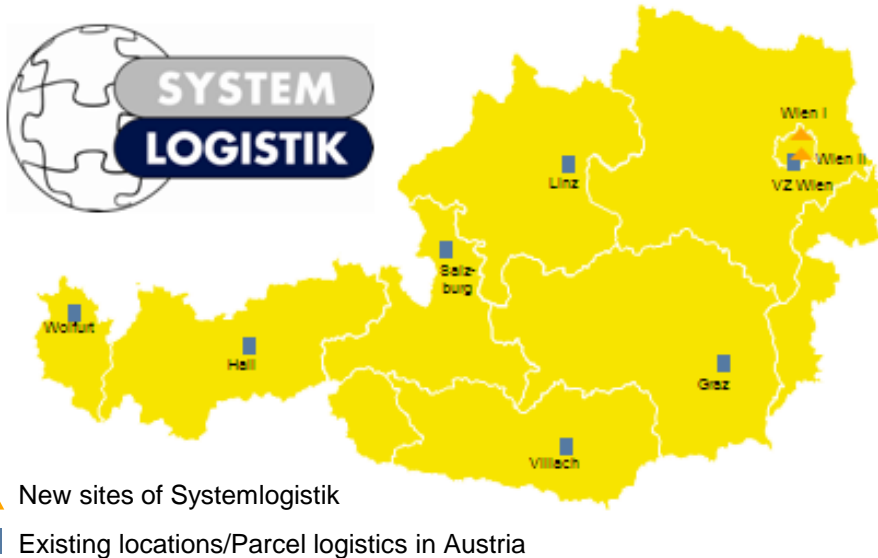 SYSTEM
LOGISTIK
Wien I
Wien II
VZ Wien
Linz
Salz-
burg
Wolfurt
Hall
Graz
Villach
New sites of Systemlogistik
Existing locations/Parcel logistics in Austria